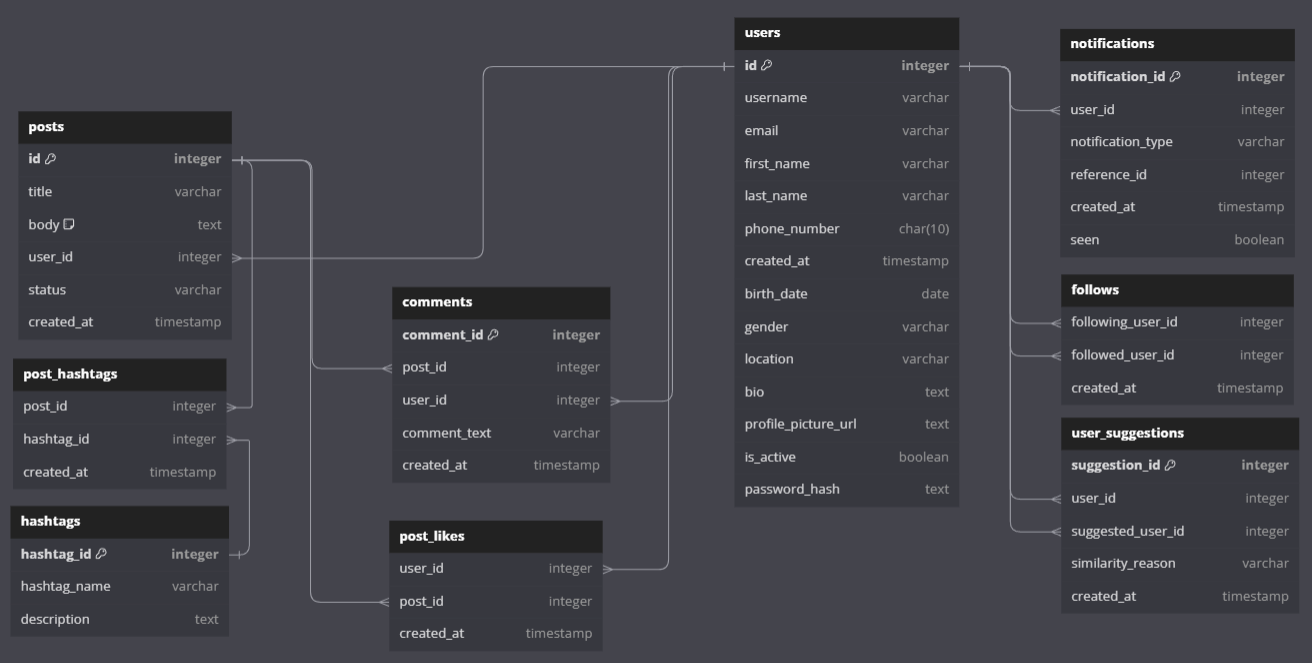 posts
id integer
title varchar
body text
user_id integer
status varchar
created_at timestamp
post_hashtags
post_id integer
hashtag_id integer
created_at timestamp
hashtags
hashtag_id integer
hashtag_name varchar
description text
comments
comment_id integer
post_id integer
user_id integer
comment_text varchar
created_at timestamp
post_likes
user_id integer
post_id integer
created_at timestamp
users
id integer
username varchar
email varchar
first_name varchar
last_name varchar
phone_number char(10)
created_at timestamp
birth_date date
gender varchar
location varchar
bio text
profile_picture_url text
is_active boolean
password_hash text
notifications
notification_id integer
user_id integer
notification_type varchar
reference_id integer
created_at timestamp
seen boolean
follows
following_user_id integer
followed_user_id integer
created_at timestamp
user_suggestions
suggestion_id integer
user_id integer
suggested_user_id integer
similarity_reason varchar
created_at timestamp